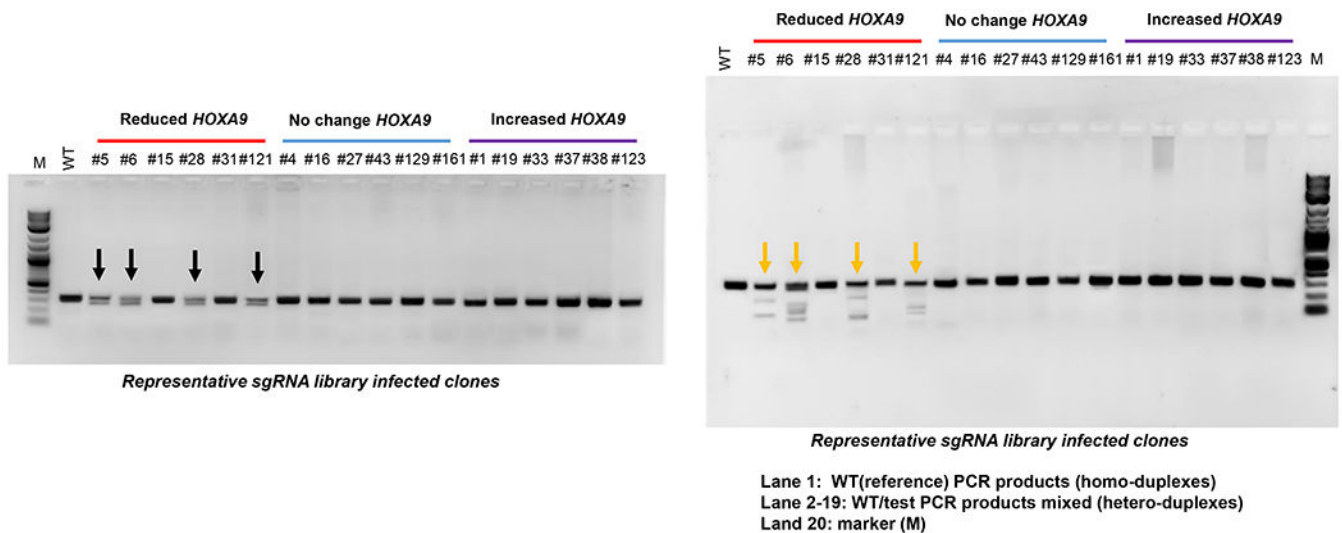 Reduced HOXA9 No change HOXA9 Increased HOXA9
M WT #5 #6 #15 #28 #31 #121 #4 #16 #27 #43 #129 #161 #1 #19 #33 #37 #38 #123
Representative sgRNA library infected clones
Reduced HOXA9 No change HOXA9 Increased HOXA9
WT #5 #6 #15 #28 #31 #121 #4 #16 #27 #43 #129 #161 #1 #19 #33 #37 #38 #123 M
Representative sgRNA library infected clones
Lane 1: WT(reference) PCR products (homo-duplexes)
Lane 2-19: WT/test PCR products mixed (hetero-duplexes)
Land 20: marker (M)